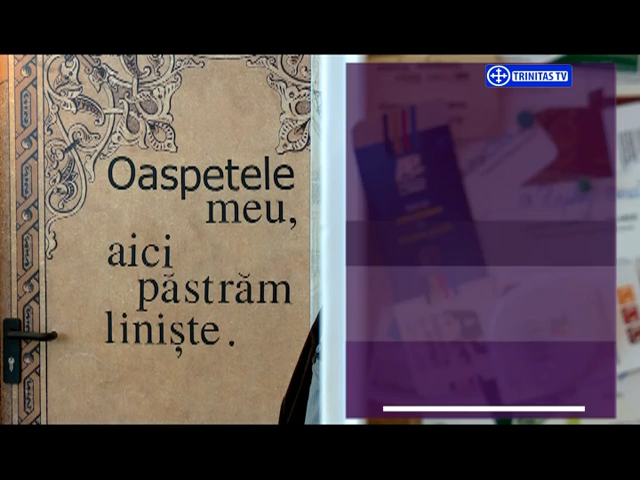 TRINITAS TV
Oaspetele
meu,
aici
păstrăm
liniște.